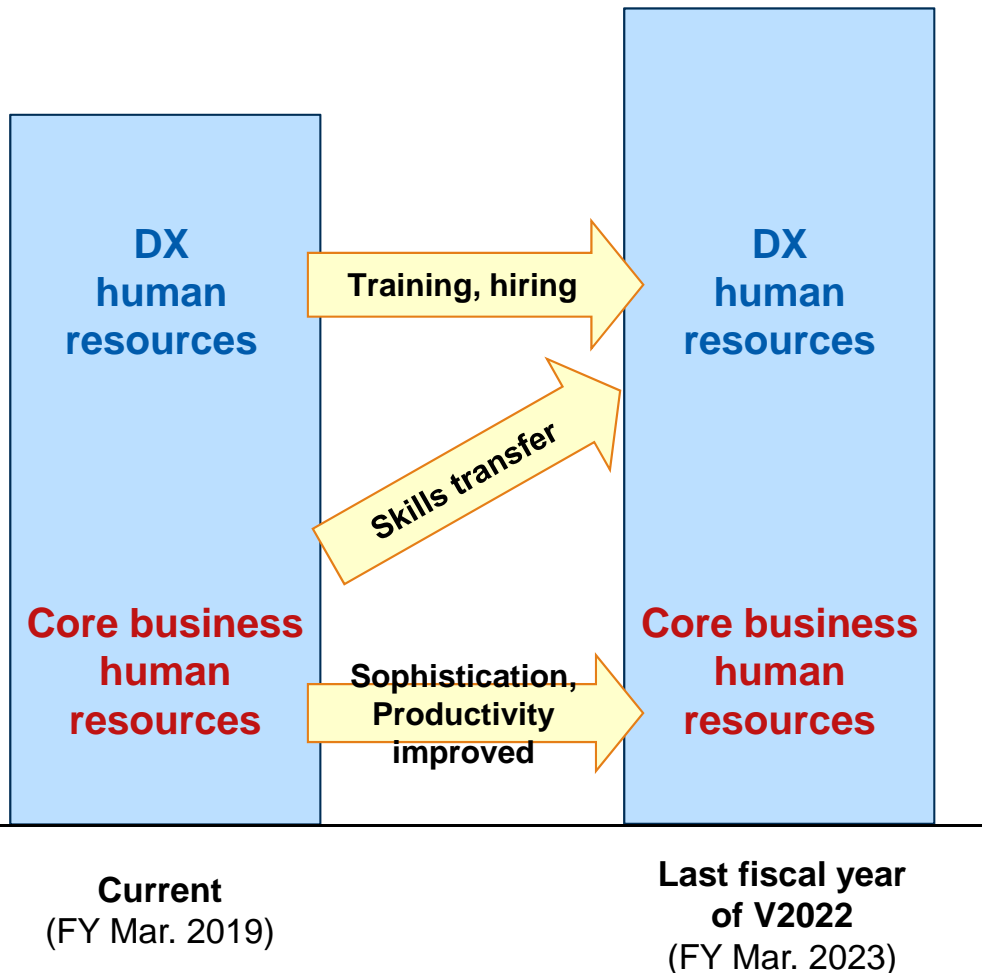 DX
human
resources
Training, hiring
DX
human
resources
Skills transfer
Core business
human
resources
Sophistication,
Productivity
improved
Core business
human
resources
Current
(FY Mar. 2019)
Last fiscal year
of V2022
(FY Mar. 2023)